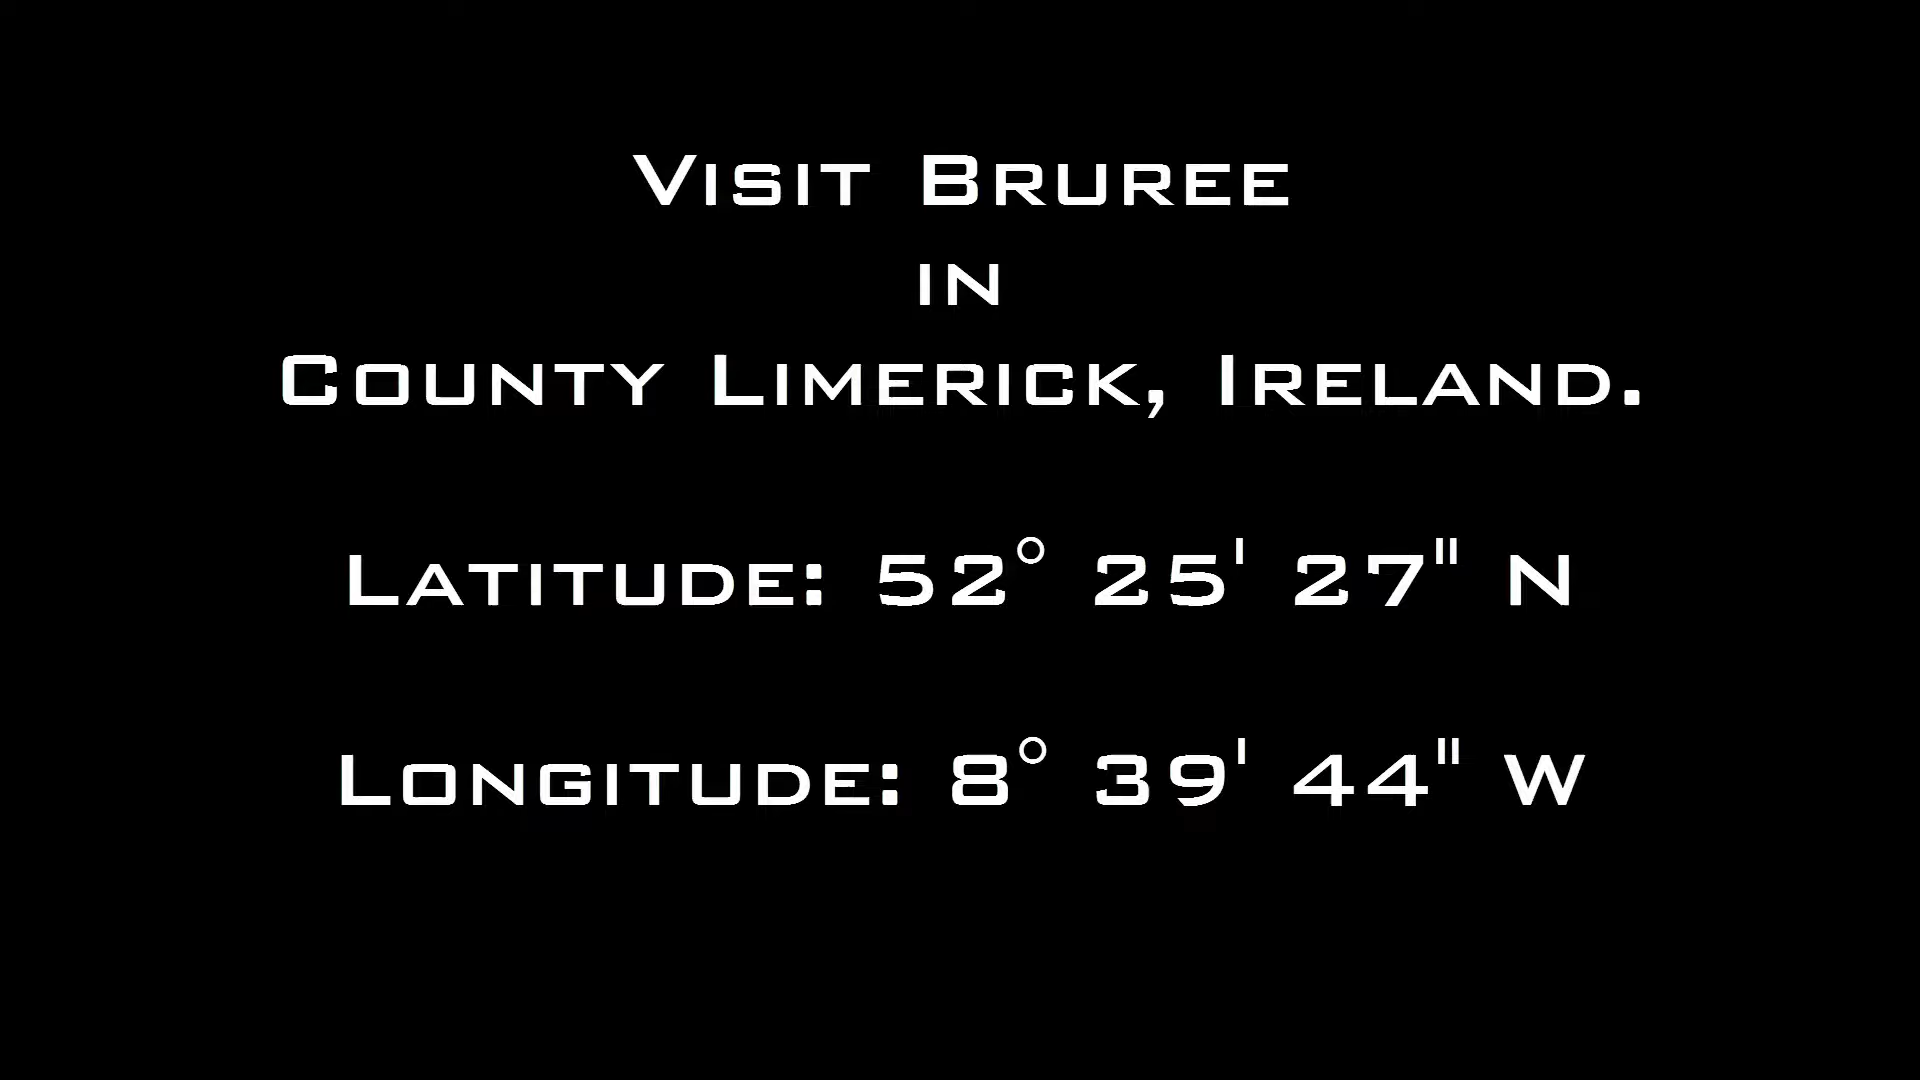 Visit Bruree
in
County Limerick, Ireland.
Latitude: 52° 25' 27" N
Longitude: 8° 39' 44" W